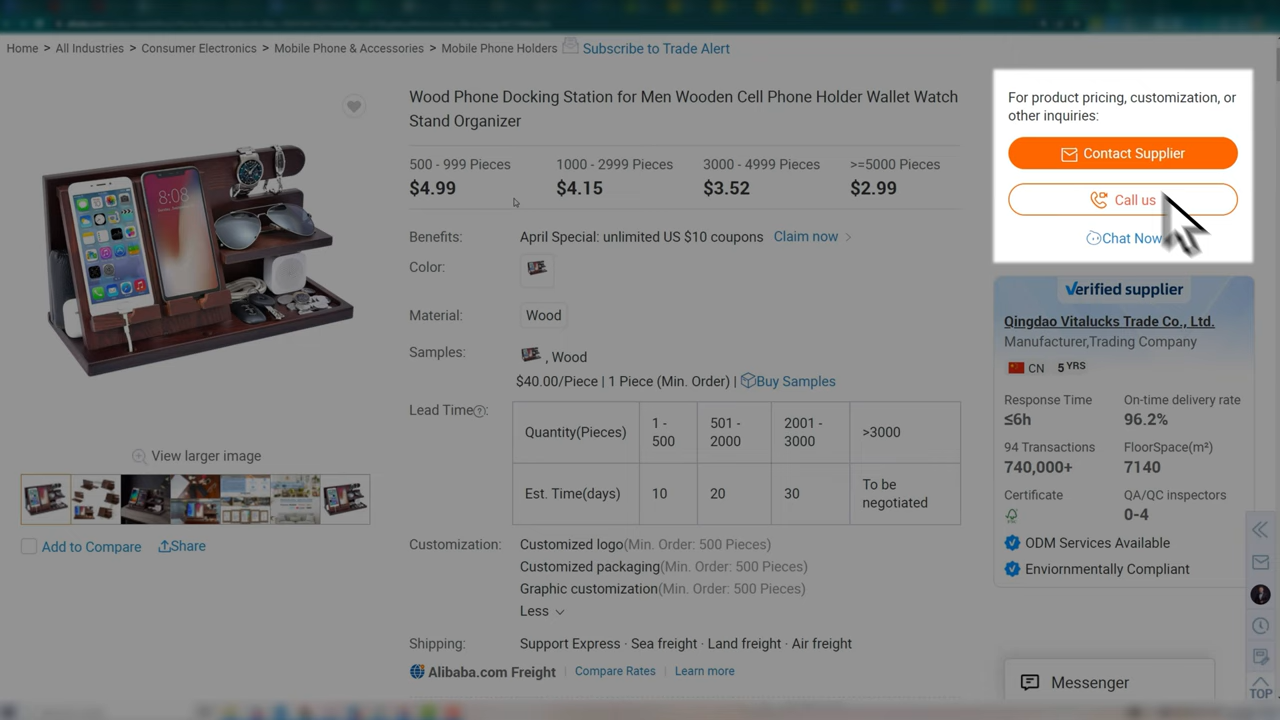 Home > All Industries > Consumer Electronics > Mobile Phone & Accessories > Mobile Phone Holders Subscribe to Trade Alert
Wood Phone Docking Station for Men Wooden Cell Phone Holder Wallet Watch
Stand Organizer
500 - 999 Pieces 1000 - 2999 Pieces 3000 - 4999 Pieces >=5000 Pieces
$4.99 $4.15 $3.52 $2.99
Benefits: April Special: unlimited US $10 coupons Claim now >
Color:
Material: Wood
Samples: , Wood
$40.00/Piece | 1 Piece (Min. Order) | Buy Samples
Lead Time?:
Quantity(Pieces) 1 - 500 501 - 2000 2001 - 3000 >3000
Est. Time(days) 10 20 30 To be negotiated
Customization: Customized logo(Min. Order: 500 Pieces)
Customized packaging(Min. Order: 500 Pieces)
Graphic customization(Min. Order: 500 Pieces)
Less
Shipping: Support Express · Sea freight · Land freight · Air freight
Alibaba.com Freight Compare Rates Learn more
8:08
View larger image
Add to Compare Share
For product pricing, customization, or
other inquiries:
Contact Supplier
Call us
Chat Now
Verified supplier
Qingdao Vitalucks Trade Co., Ltd.
Manufacturer,Trading Company
CN 5 YRS
Response Time On-time delivery rate
≤6h 96.2%
94 Transactions FloorSpace(m²)
740,000+ 7140
Certificate QA/QC inspectors
0-4
ODM Services Available
Enviornmentally Compliant
TOP
Messenger